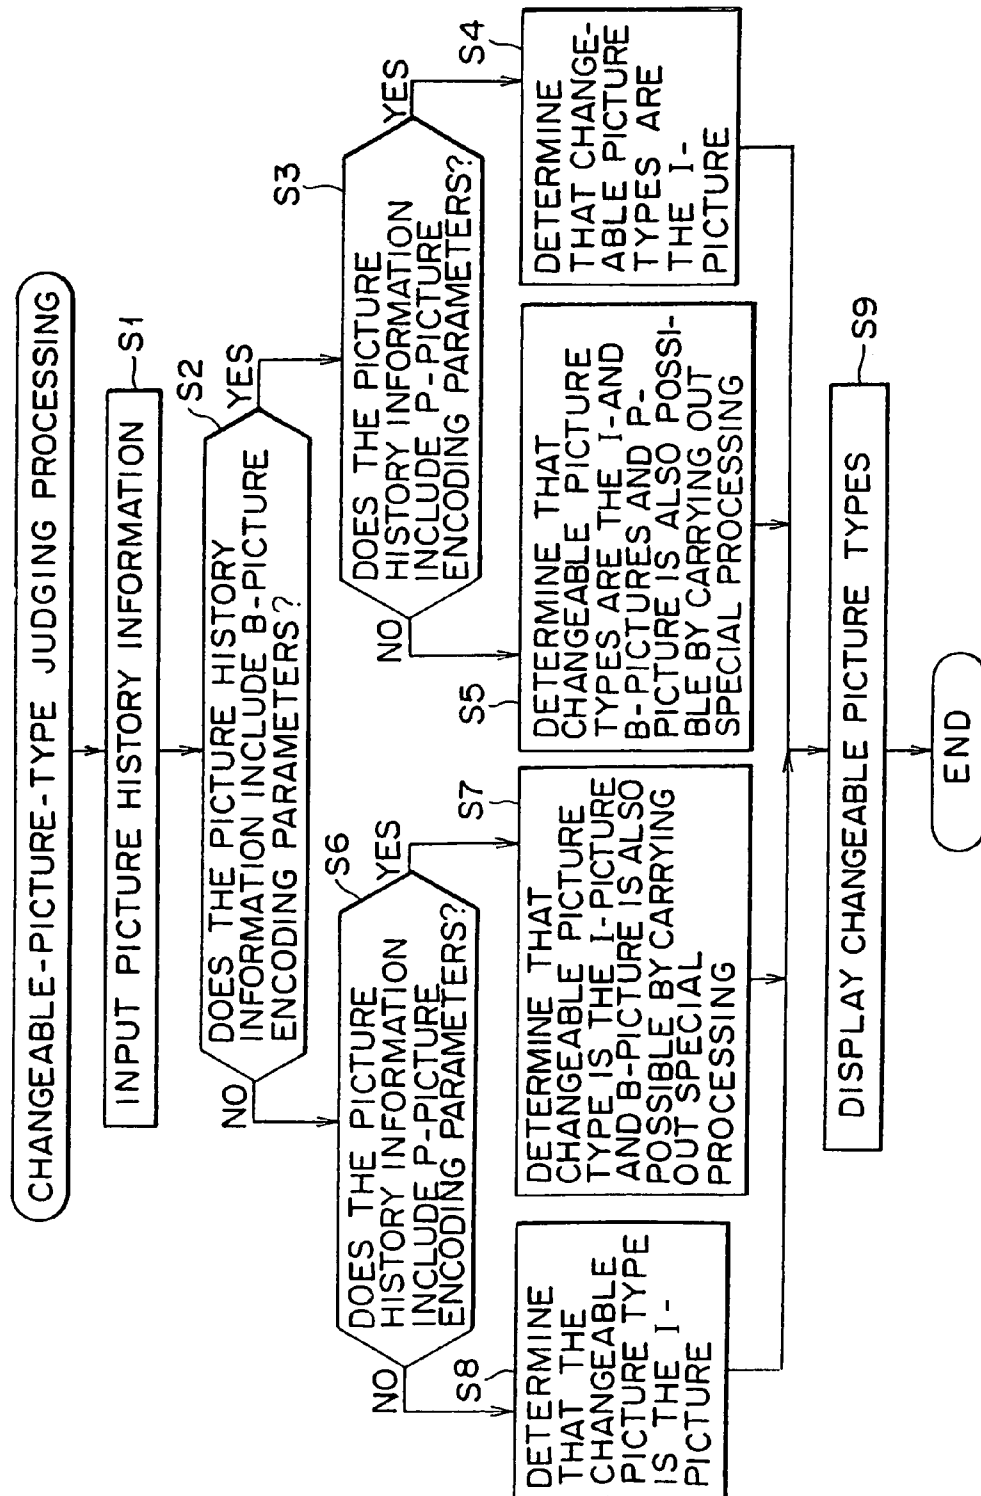 CHANGEABLE-PICTURE-TYPE JUDGING PROCESSING
S1
INPUT PICTURE HISTORY INFORMATION
S2
DOES THE PICTURE HISTORY
INFORMATION INCLUDE B-PICTURE
ENCODING PARAMETERS?
NO
YES
S6
DOES THE PICTURE
HISTORY INFORMATION
INCLUDE P-PICTURE
ENCODING PARAMETERS?
NO
YES
S3
DOES THE PICTURE
HISTORY INFORMATION
INCLUDE P-PICTURE
ENCODING PARAMETERS?
NO
YES
S8
DETERMINE
THAT THE
CHANGEABLE
PICTURE TYPE
IS THE I-
PICTURE
S7
DETERMINE THAT
CHANGEABLE PICTURE
TYPE IS THE I-PICTURE
AND B-PICTURE IS ALSO
POSSIBLE BY CARRYING
OUT SPECIAL
PROCESSING
S5
DETERMINE THAT
CHANGEABLE PICTURE
TYPES ARE THE I-AND
B-PICTURES AND P-
PICTURE IS ALSO POSSI-
BLE BY CARRYING OUT
SPECIAL PROCESSING
S4
DETERMINE
THAT CHANGE-
ABLE PICTURE
TYPES ARE
THE I-
PICTURE
S9
DISPLAY CHANGEABLE PICTURE TYPES
END